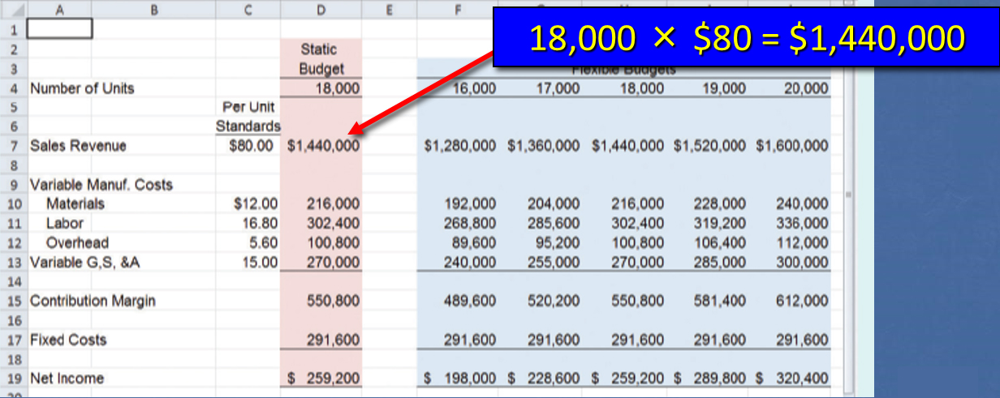 A B C D E F
18,000 × $80 = $1,440,000
1
2 Static
3 Budget Flexible Budgets
4 Number of Units 18,000 16,000 17,000 18,000 19,000 20,000
5 Per Unit
6 Standards
7 Sales Revenue $80.00 $1,440,000 $1,280,000 $1,360,000 $1,440,000 $1,520,000 $1,600,000
8
9 Variable Manuf. Costs
10 Materials $12.00 216,000 192,000 204,000 216,000 228,000 240,000
11 Labor 16.80 302,400 268,800 285,600 302,400 319,200 336,000
12 Overhead 5.60 100,800 89,600 95,200 100,800 106,400 112,000
13 Variable G,S, &A 15.00 270,000 240,000 255,000 270,000 285,000 300,000
14
15 Contribution Margin 550,800 489,600 520,200 550,800 581,400 612,000
16
17 Fixed Costs 291,600 291,600 291,600 291,600 291,600 291,600
18
19 Net Income $ 259,200 $ 198,000 $ 228,600 $ 259,200 $ 289,800 $ 320,400